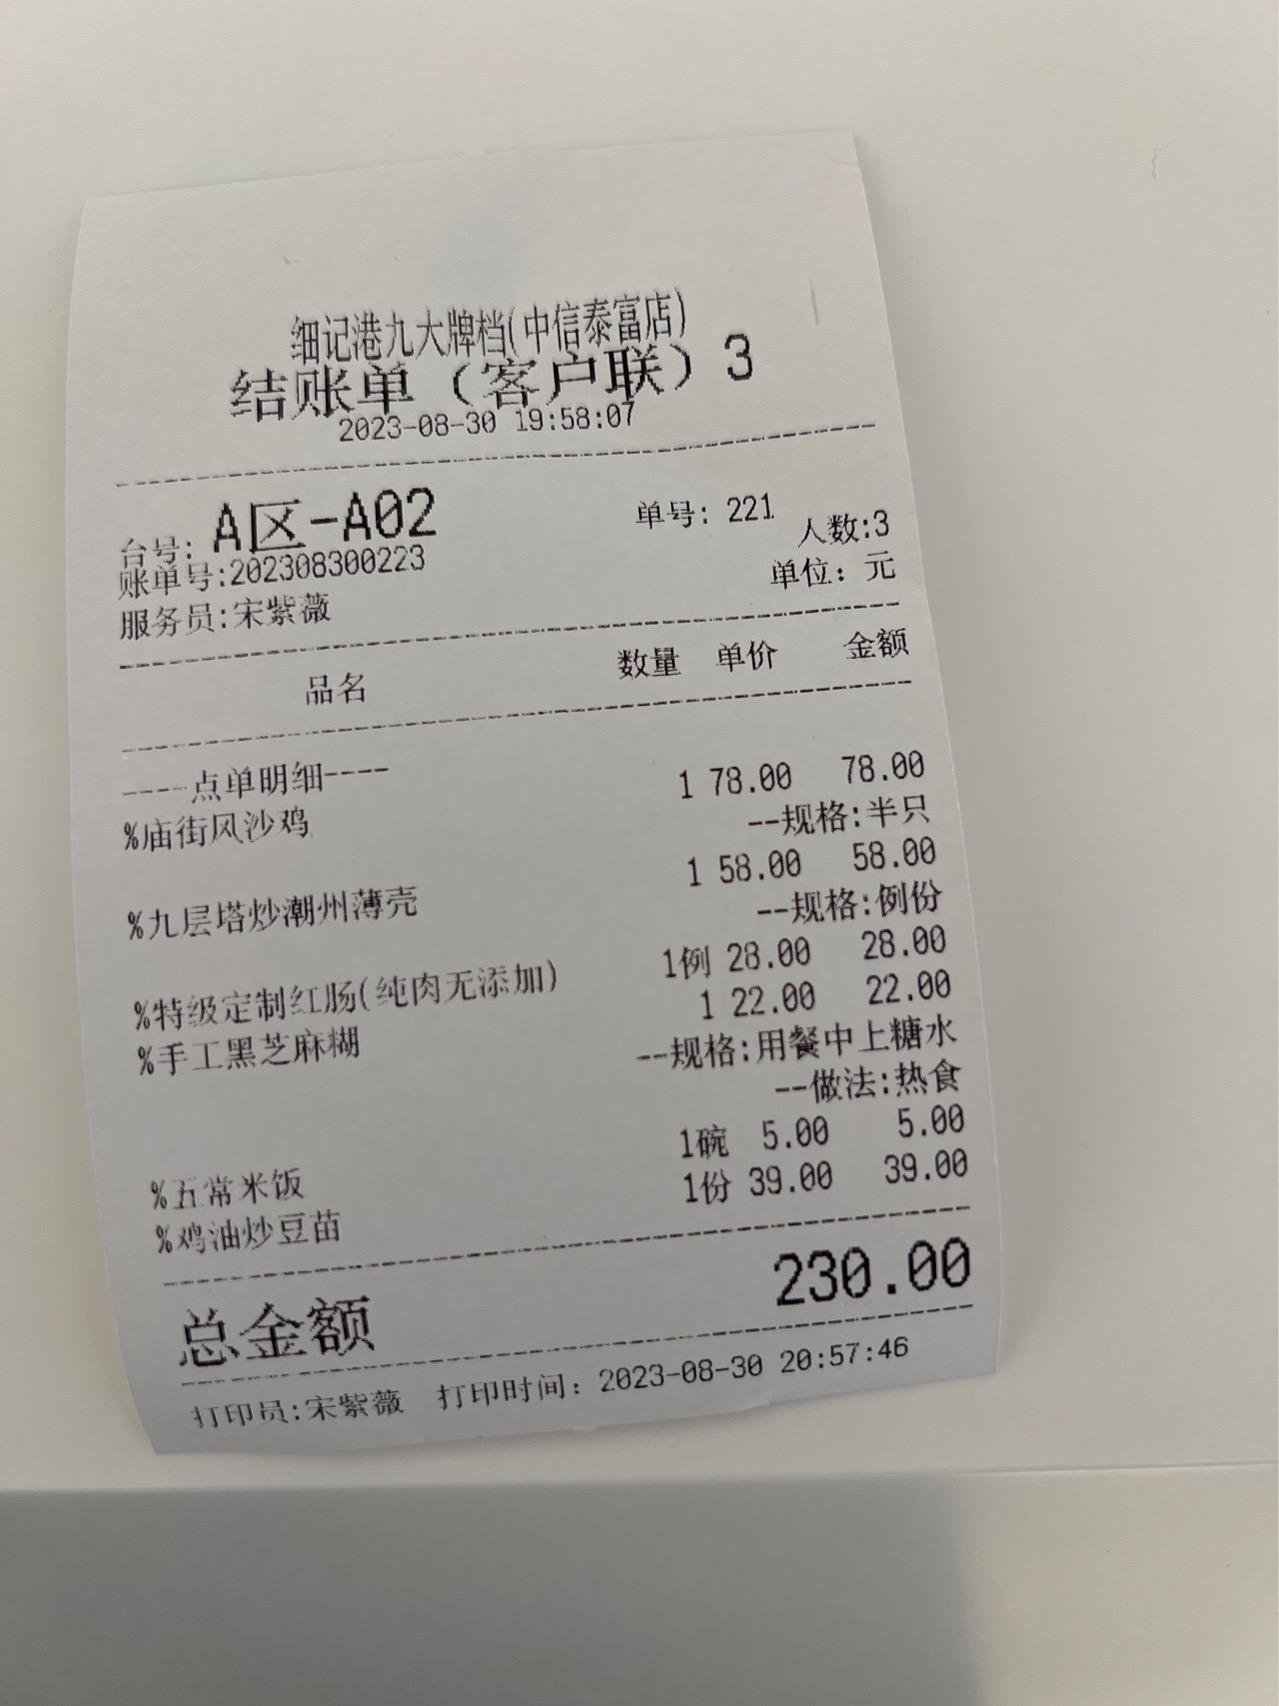 细记港九大牌档(中信泰富店)
结账单（客户联）3
2023-08-30 19:58:07
台号: A区-A02 单号: 221
账单号:202308300223 人数:3
服务员:宋紫薇 单位: 元
品名 数量 单价 金额
----点单明细----
%庙街风沙鸡 1 78.00 78.00
--规格:半只
%九层塔炒潮州薄壳 1 58.00 58.00
--规格:例份
%特级定制红肠(纯肉无添加) 1例 28.00 28.00
%手工黑芝麻糊 1 22.00 22.00
--规格:用餐中上糖水
--做法:热食
%五常米饭 1碗 5.00 5.00
%鸡油炒豆苗 1份 39.00 39.00
总金额 230.00
打印员:宋紫薇 打印时间: 2023-08-30 20:57:46